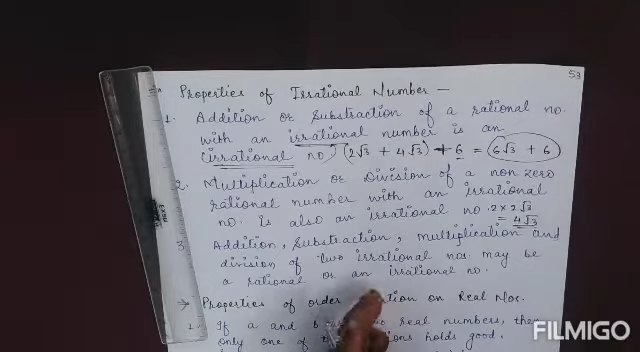 53
Properties of Irrational Number —
1. Addition or Substraction of a rational no.
with an irrational number is an
irrational no. (2√3 + 4√3) + 6 = 6√3 + 6
2. Multiplication or Division of a non zero
rational number with an irrational
no. Is also an irrational no. 2 x 2√3
= 4√3
3. Addition, Substraction, multiplication and
division of two irrational nos. may be
a rational or an irrational no.
→ Properties of order on Real Nos.
1. If a and b real numbers, then
only one of holds good.
FILMIGO